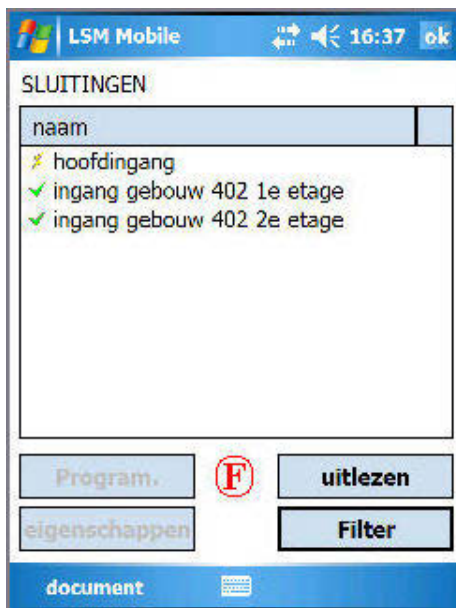 LSM Mobile 16:37 ok
SLUITINGEN
naam
hoofdingang
ingang gebouw 402 1e etage
ingang gebouw 402 2e etage
Program. F uitlezen
eigenschappen Filter
document